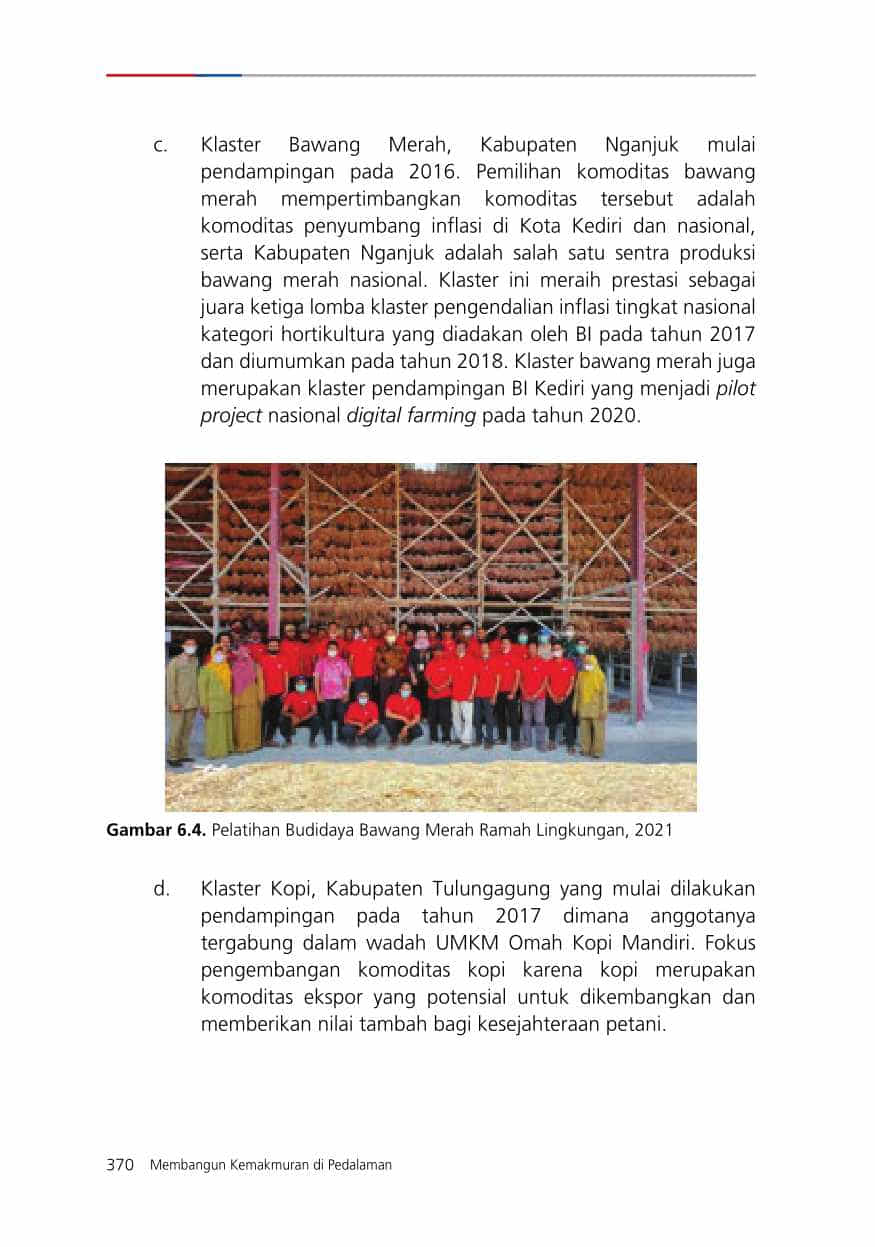 c. Klaster Bawang Merah, Kabupaten Nganjuk mulai
pendampingan pada 2016. Pemilihan komoditas bawang
merah mempertimbangkan komoditas tersebut adalah
komoditas penyumbang inflasi di Kota Kediri dan nasional,
serta Kabupaten Nganjuk adalah salah satu sentra produksi
bawang merah nasional. Klaster ini meraih prestasi sebagai
juara ketiga lomba klaster pengendalian inflasi tingkat nasional
kategori hortikultura yang diadakan oleh BI pada tahun 2017
dan diumumkan pada tahun 2018. Klaster bawang merah juga
merupakan klaster pendampingan BI Kediri yang menjadi pilot
project nasional digital farming pada tahun 2020.
Gambar 6.4. Pelatihan Budidaya Bawang Merah Ramah Lingkungan, 2021
d. Klaster Kopi, Kabupaten Tulungagung yang mulai dilakukan
pendampingan pada tahun 2017 dimana anggotanya
tergabung dalam wadah UMKM Omah Kopi Mandiri. Fokus
pengembangan komoditas kopi karena kopi merupakan
komoditas ekspor yang potensial untuk dikembangkan dan
memberikan nilai tambah bagi kesejahteraan petani.
370 Membangun Kemakmuran di Pedalaman